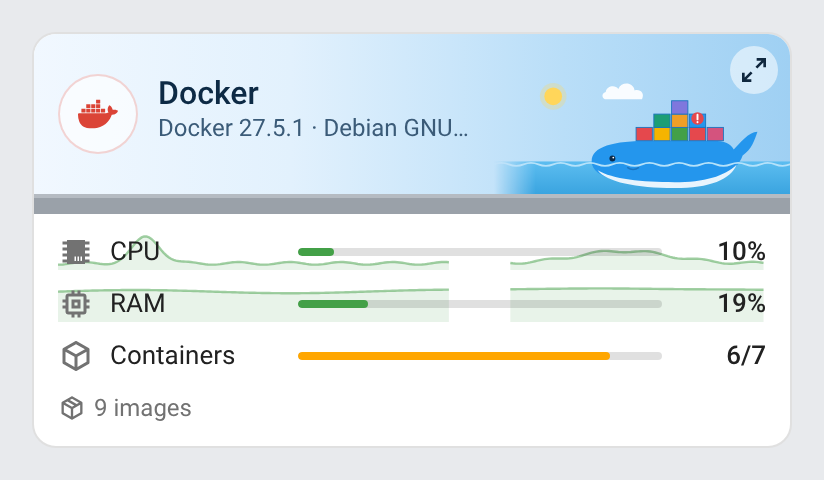 Docker
Docker 27.5.1 · Debian GNU…
CPU 10%
RAM 19%
Containers 6/7
9 images